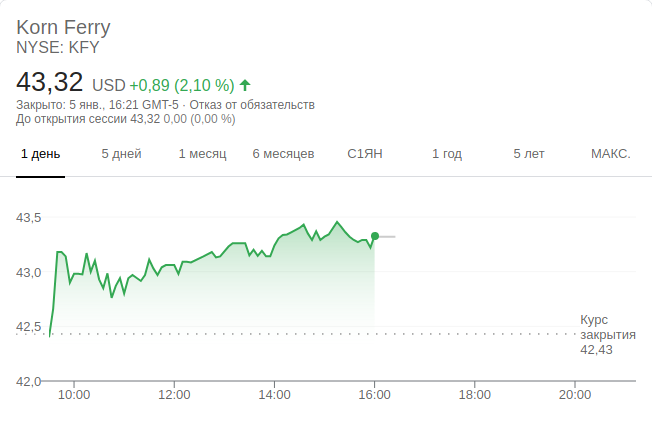 Korn Ferry
NYSE: KFY
43,32 USD +0,89 (2,10 %)
Закрыто: 5 янв., 16:21 GMT-5 · Отказ от обязательств
До открытия сессии 43,32 0,00 (0,00 %)
1 день 5 дней 1 месяц 6 месяцев С1ЯН 1 год 5 лет МАКС.
43,5
43,0
42,5
Курс
закрытия
42,43
42,0
10:00 12:00 14:00 16:00 18:00 20:00